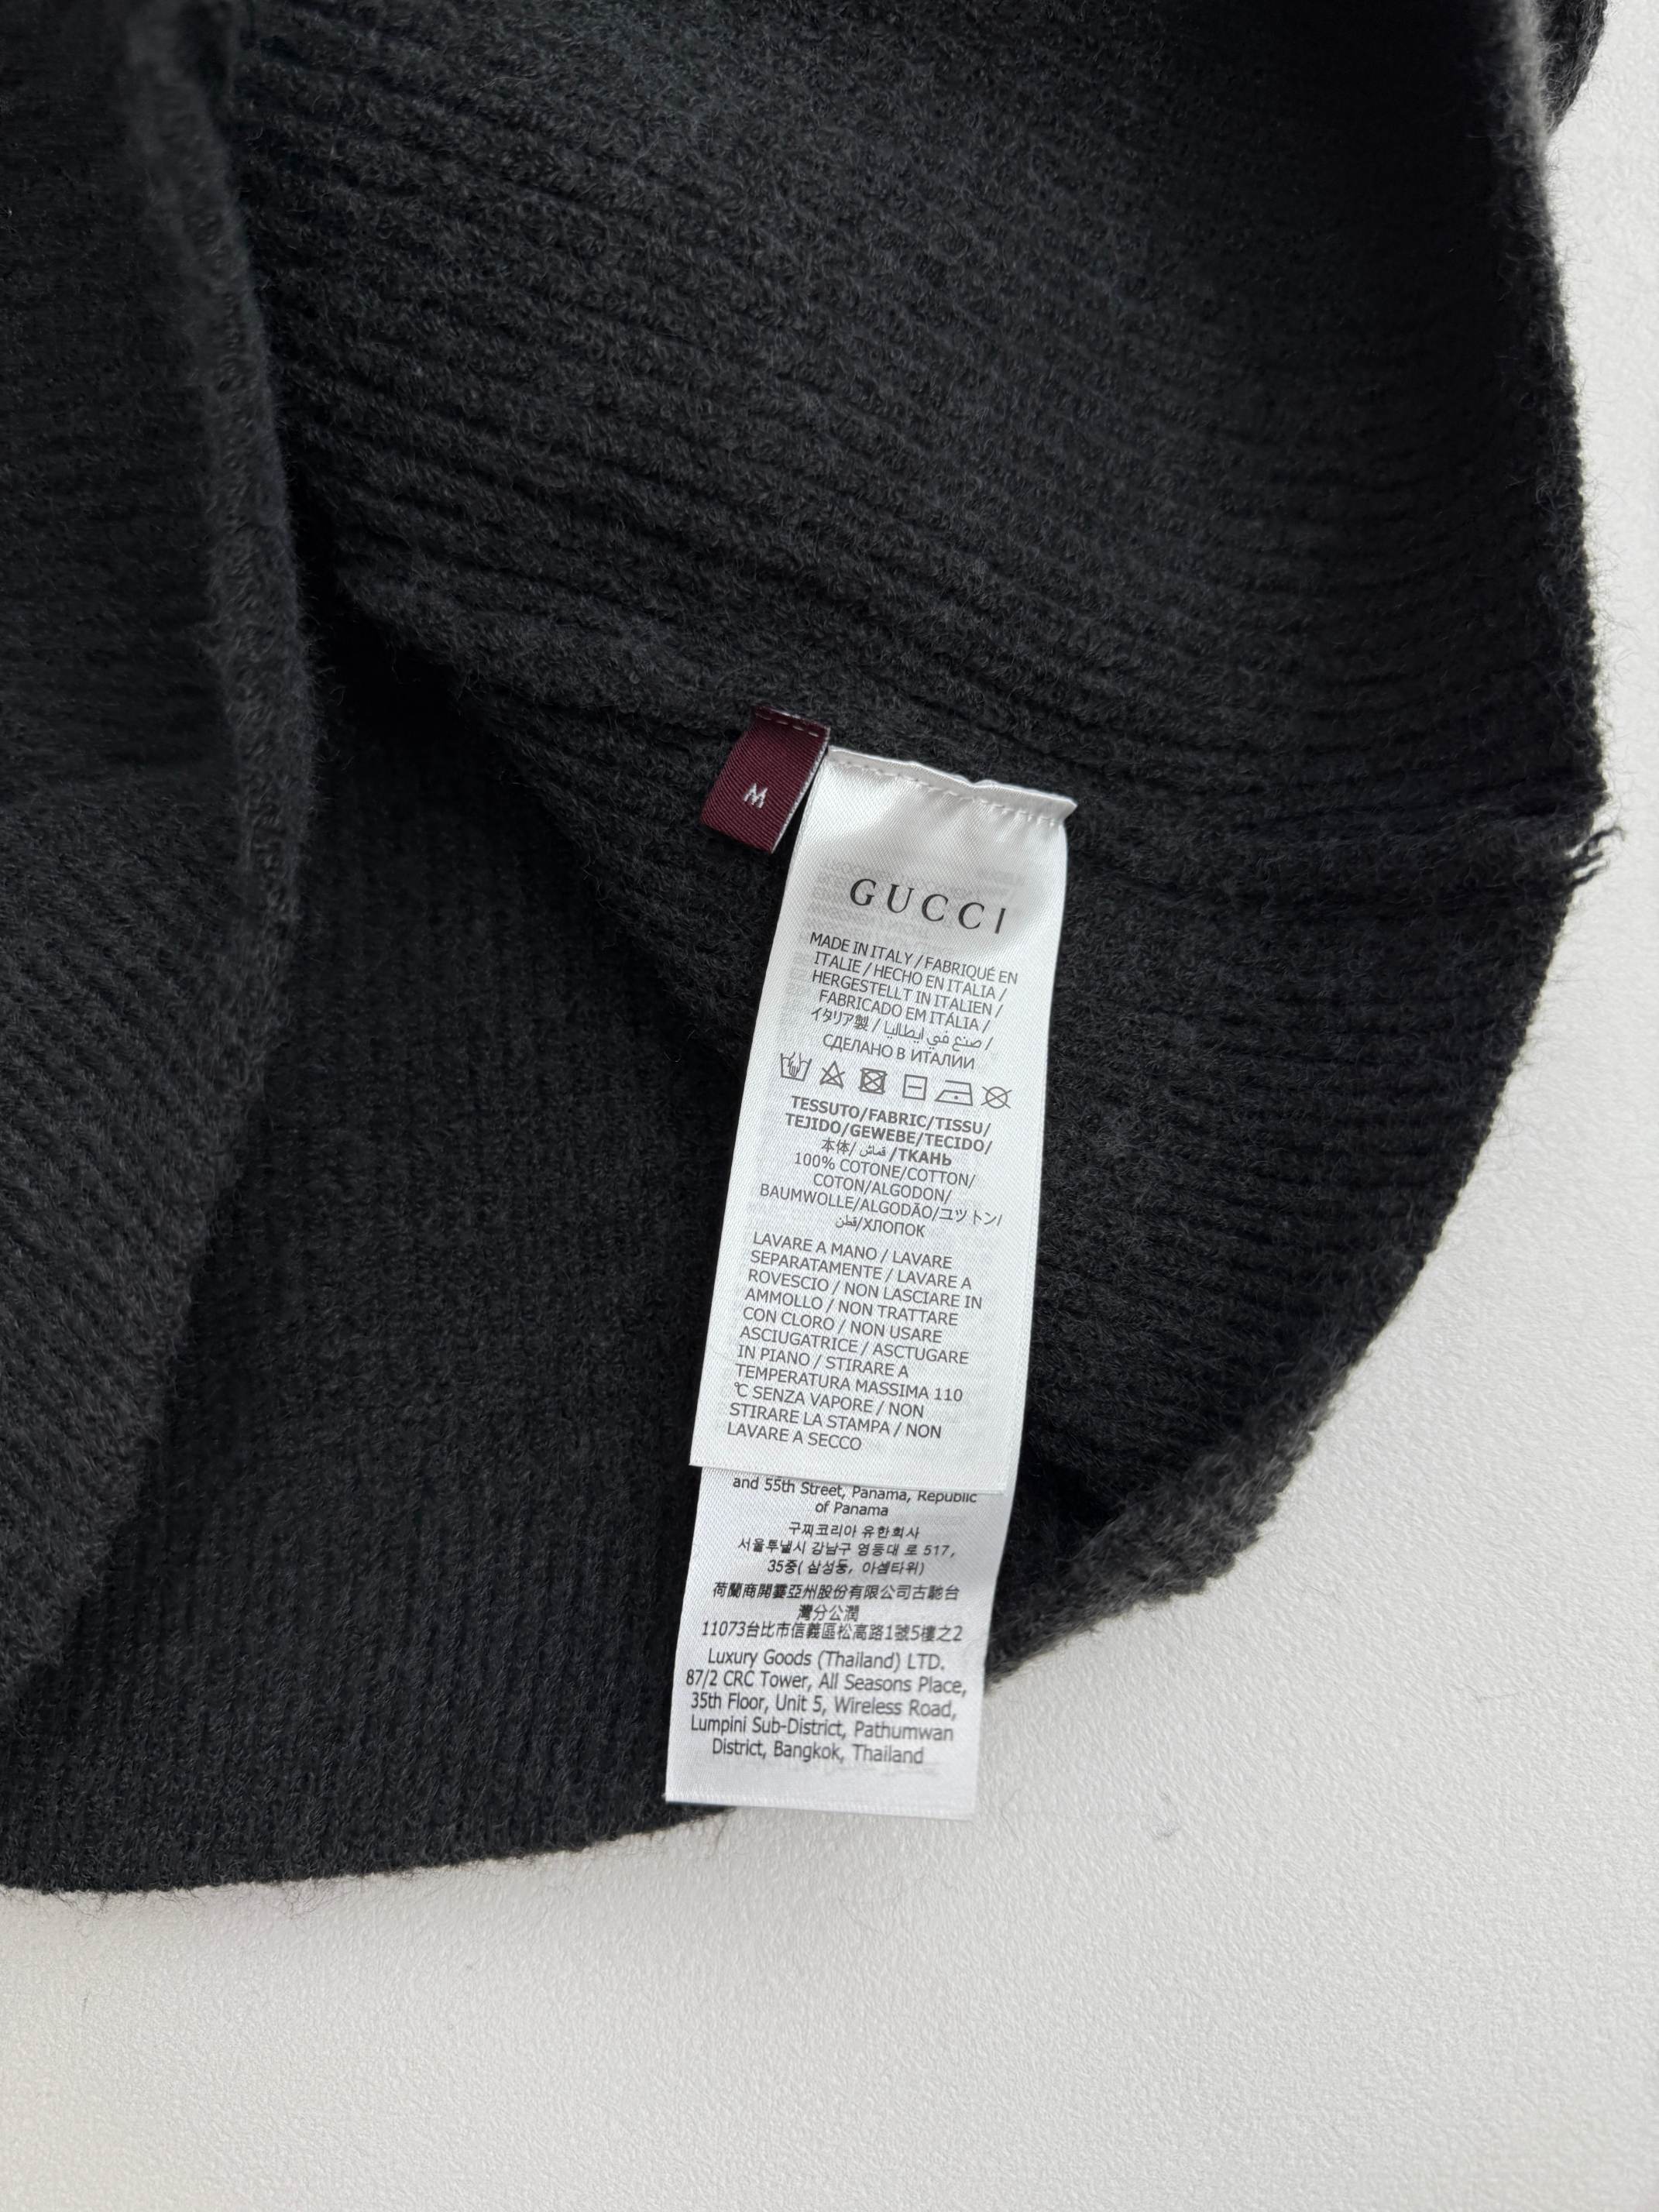 M
GUCCI
MADE IN ITALY / FABRIQUÉ EN
ITALIE / HECHO EN ITALIA /
HERGESTELLT IN ITALIEN /
FABRICADO EM ITÁLIA /
イタリア製 / صنع في ايطاليا /
СДЕЛАНО В ИТАЛИИ
TESSUTO/FABRIC/TISSU/
TEJIDO/GEWEBE/TECIDO/
本体/ قماش /ТКАНЬ
100% COTONE/COTTON/
COTON/ALGODON/
BAUMWOLLE/ALGODÃO/ユットン/
قطن/ХЛОПОК
LAVARE A MANO / LAVARE
SEPARATAMENTE / LAVARE A
ROVESCIO / NON LASCIARE IN
AMMOLLO / NON TRATTARE
CON CLORO / NON USARE
ASCIUGATRICE / ASCTUGARE
IN PIANO / STIRARE A
TEMPERATURA MASSIMA 110
℃ SENZA VAPORE / NON
STIRARE LA STAMPA / NON
LAVARE A SECCO
and 55th Street, Panama, Republic
of Panama
구찌코리아 유한회사
서울투낼시 강남구 영동대 로 517,
35중( 삼성동, 아셈타워)
荷蘭商開雲亞州股份有限公司古馳台
灣分公潤
11073台比市信義區松高路1號5樓之2
Luxury Goods (Thailand) LTD.
87/2 CRC Tower, All Seasons Place,
35th Floor, Unit 5, Wireless Road,
Lumpini Sub-District, Pathumwan
District, Bangkok, Thailand